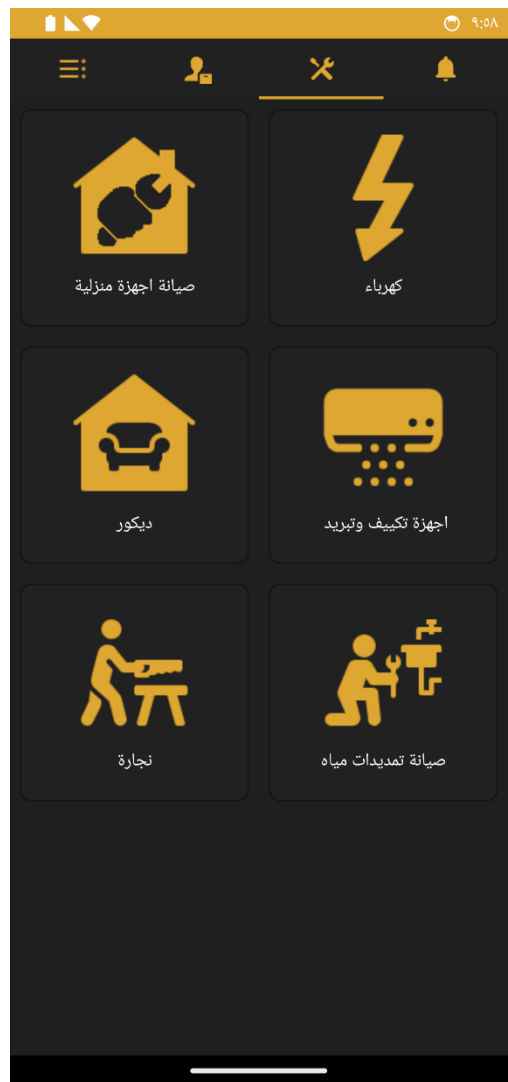 ٩:٥٨
كهرباء
صيانة اجهزة منزلية
اجهزة تكييف وتبريد
ديكور
صيانة تمديدات مياه
نجارة